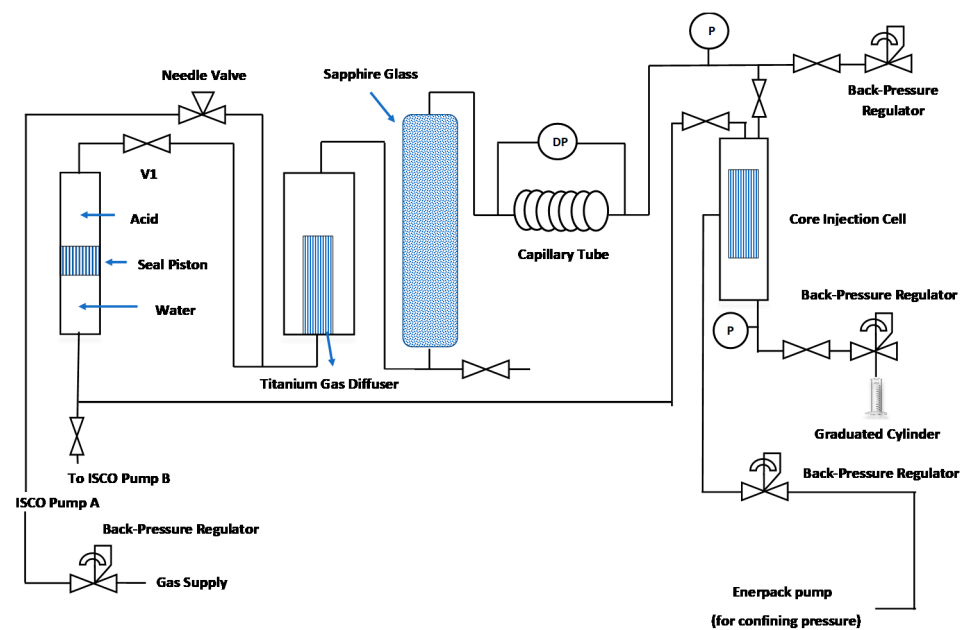 P
Needle Valve
Sapphire Glass
Back-Pressure
Regulator
DP
V1
Acid
Core Injection Cell
Capillary Tube
Seal Piston
Back-Pressure Regulator
Water
P
Titanium Gas Diffuser
Graduated Cylinder
To ISCO Pump B
Back-Pressure Regulator
ISCO Pump A
Back-Pressure Regulator
Gas Supply
Enerpack pump
(for confining pressure)